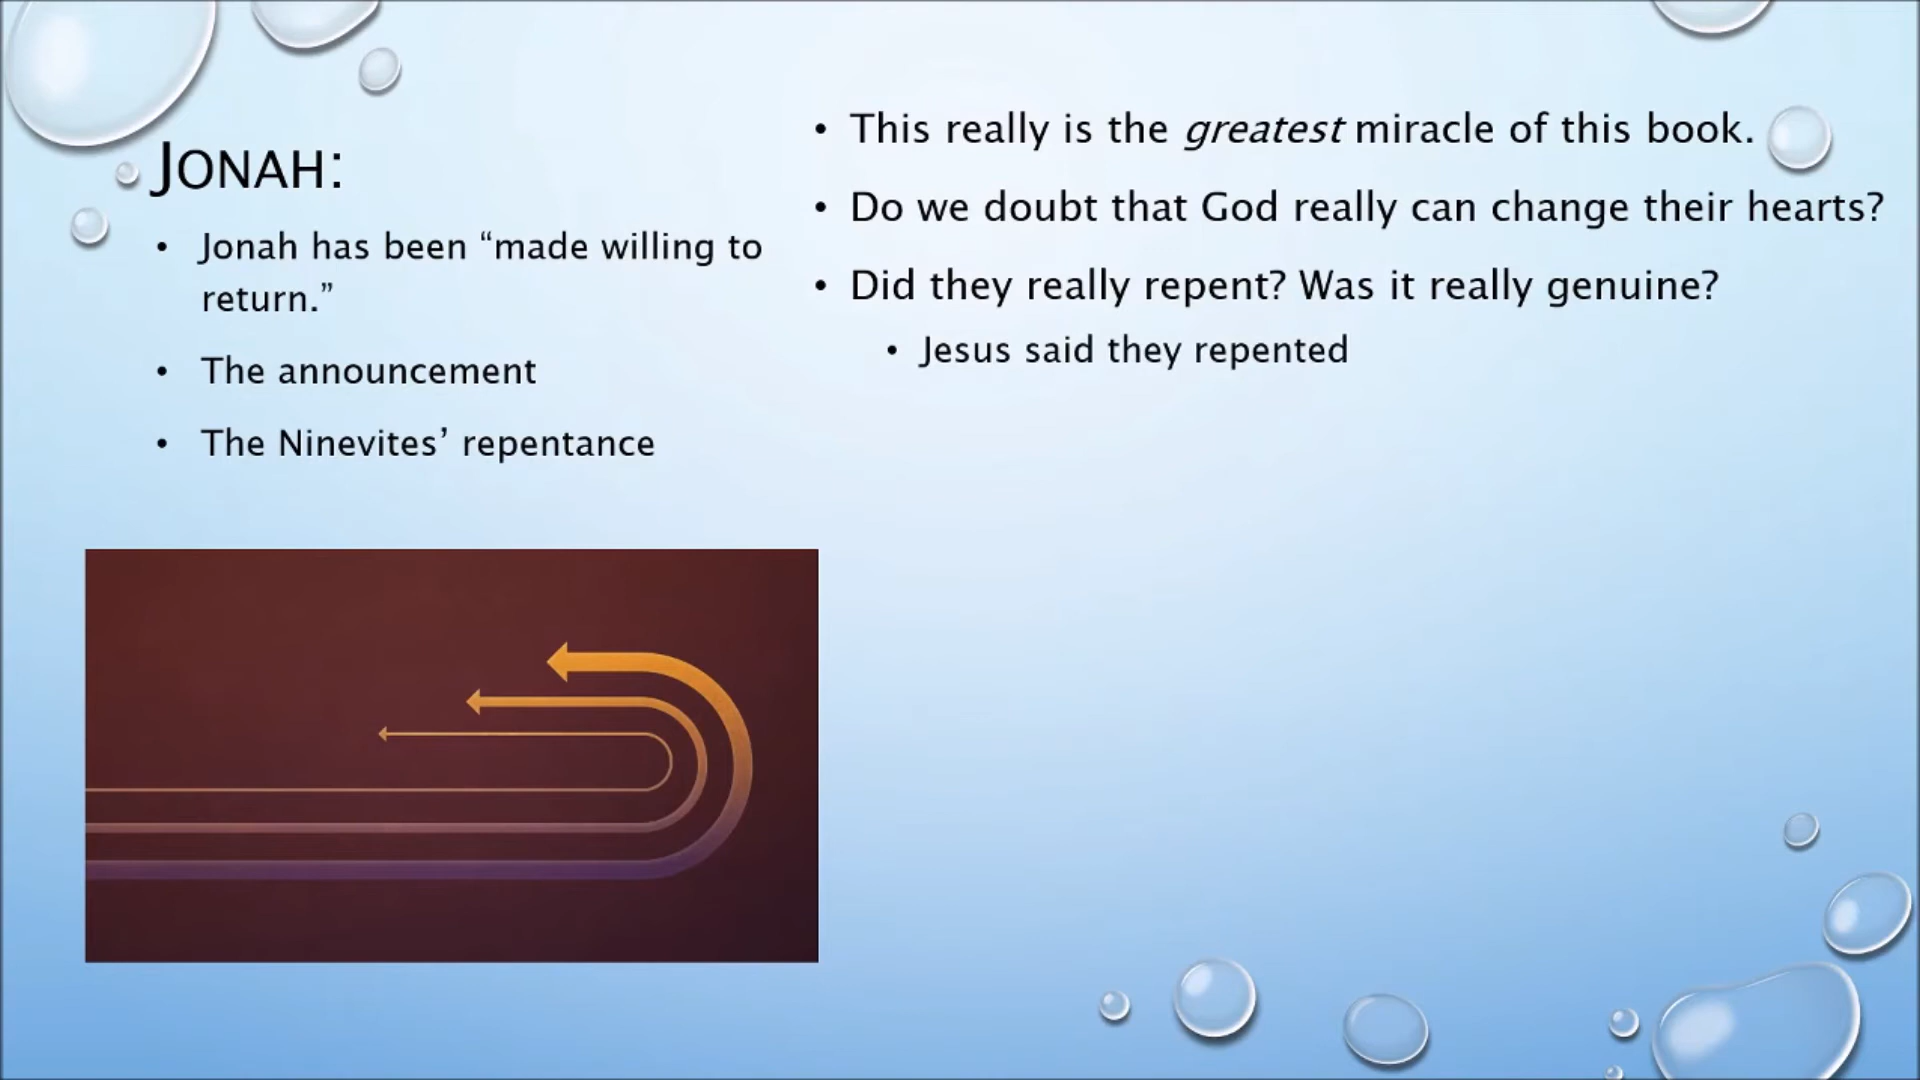 JONAH:
• Jonah has been “made willing to
return.”
• The announcement
• The Ninevites’ repentance
• This really is the greatest miracle of this book.
• Do we doubt that God really can change their hearts?
• Did they really repent? Was it really genuine?
• Jesus said they repented